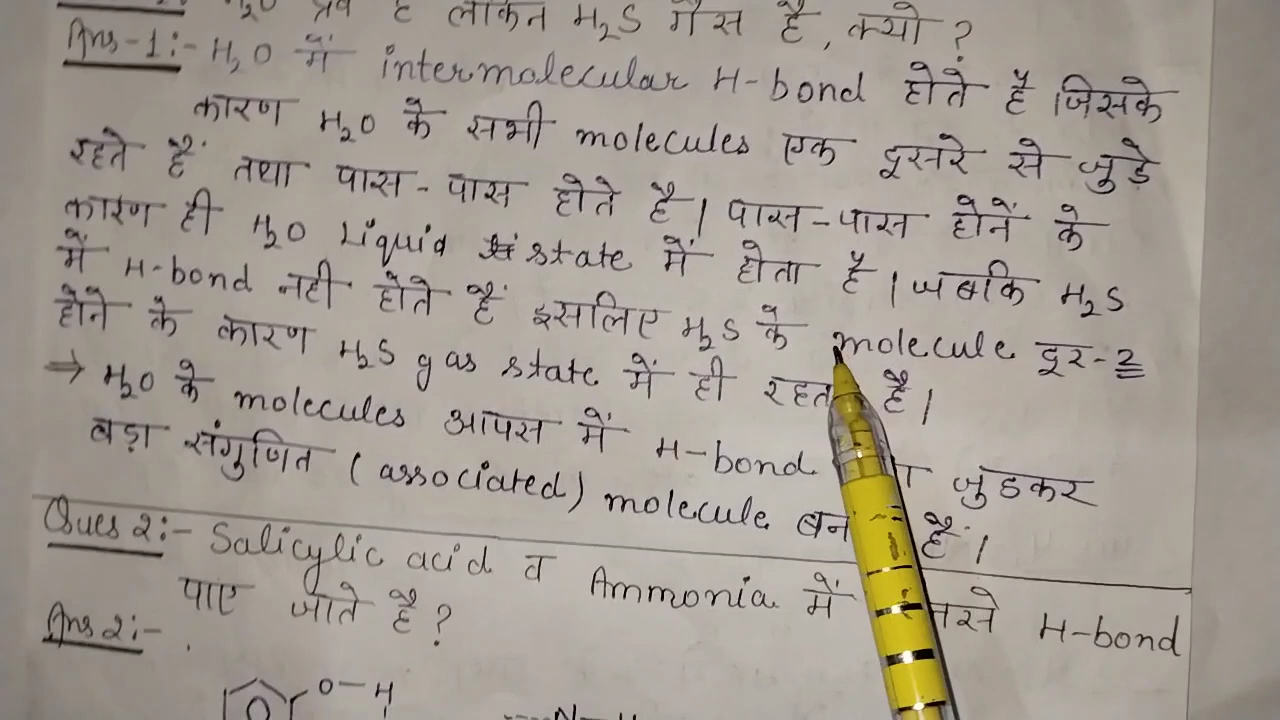 H₂O द्रव है लेकिन H₂S गैस है, क्यो ?
Ans-1:- H₂O में intermolecular H-bond होते है जिसके
कारण H₂O के सभी molecules एक दूसरे से जुड़े
रहते हैं तथा पास-पास होते है। पास-पास होनें के
कारण ही H₂O Liquid state में होता है। जबकि H₂S
में H-bond नही होते हैं इसलिए H₂S के molecule दूर-2
होने के कारण H₂S gas state में ही रहता है।
⇒ H₂O के molecules आपस में H-bond जुडकर
बड़ा संगुणित (associated) molecule बन हैं।
Ques 2:- Salicylic acid व Ammonia में H-bond
पाए जाते है ?
Ans 2:-
O-H
N-H